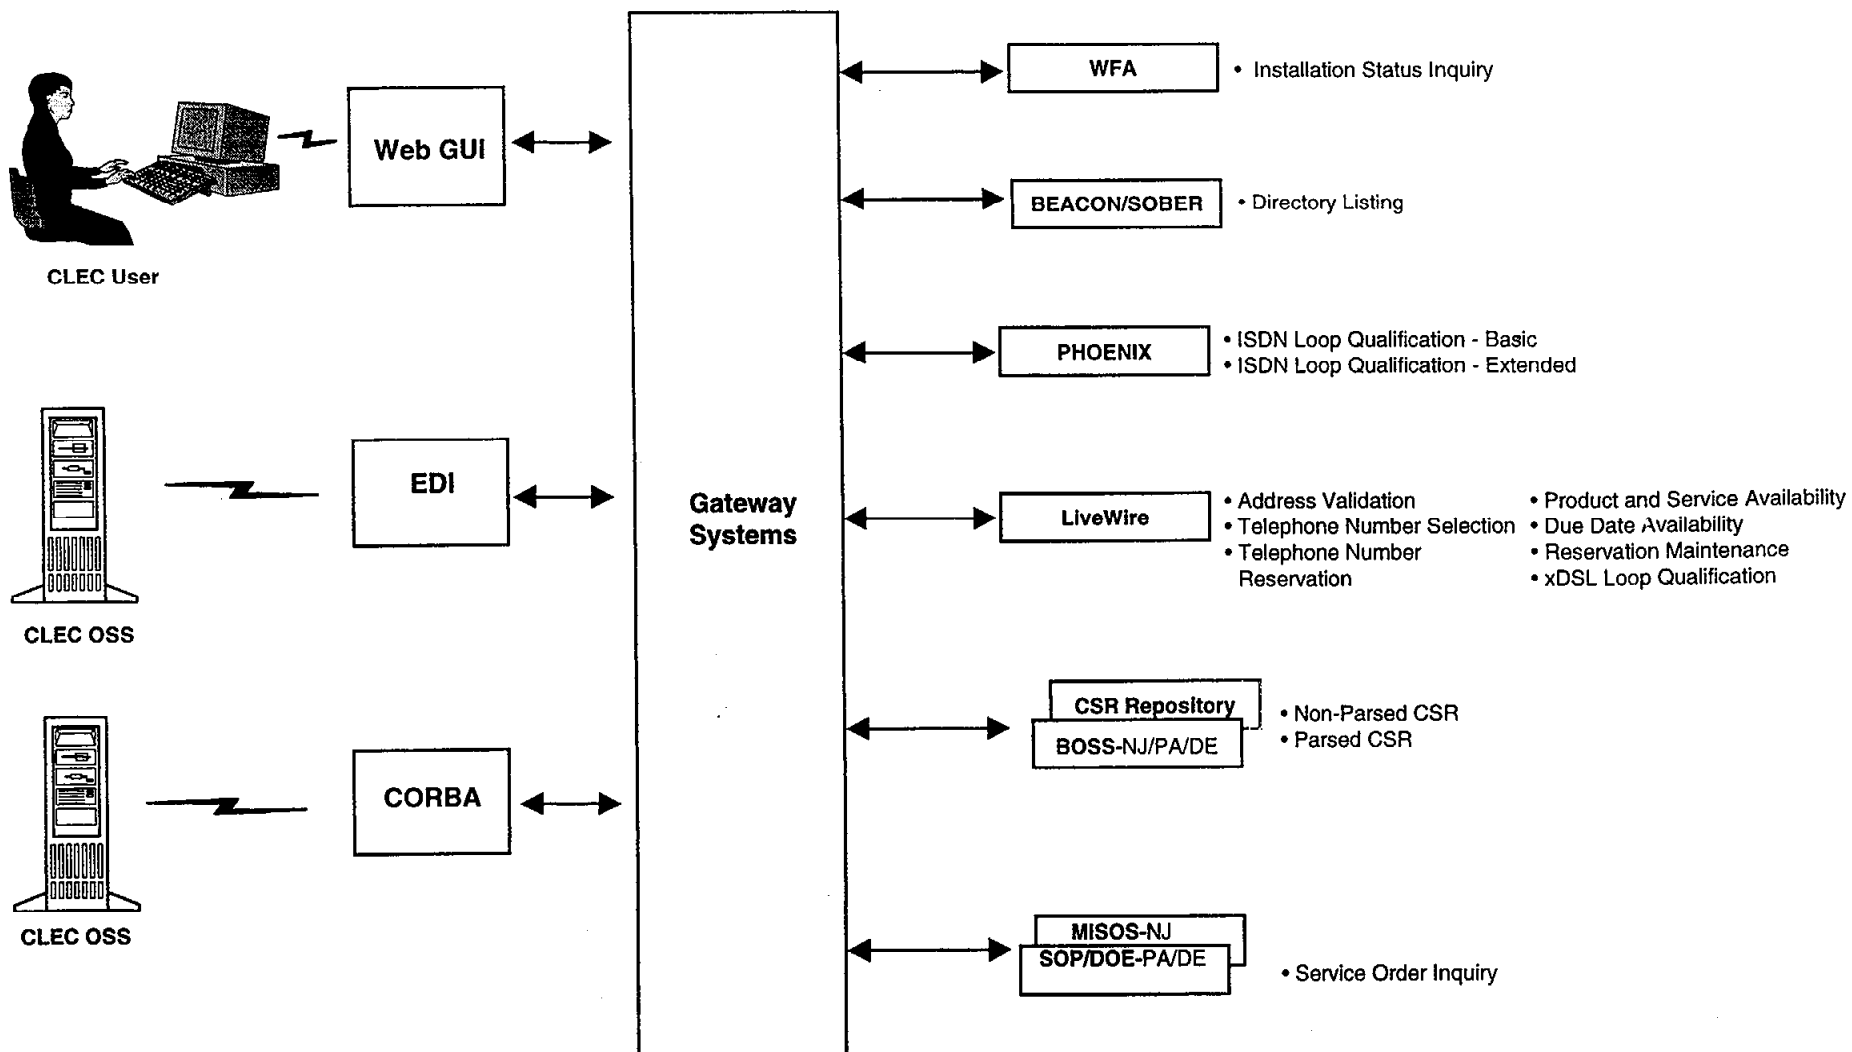 WFA
• Installation Status Inquiry
Web GUI
BEACON/SOBER
• Directory Listing
CLEC User
PHOENIX
• ISDN Loop Qualification - Basic
• ISDN Loop Qualification - Extended
EDI
Gateway
Systems
LiveWire
• Address Validation
• Telephone Number Selection
• Telephone Number
Reservation
• Product and Service Availability
• Due Date Availability
• Reservation Maintenance
• xDSL Loop Qualification
CLEC OSS
CSR Repository
BOSS-NJ/PA/DE
• Non-Parsed CSR
• Parsed CSR
CORBA
CLEC OSS
MISOS-NJ
SOP/DOE-PA/DE
• Service Order Inquiry